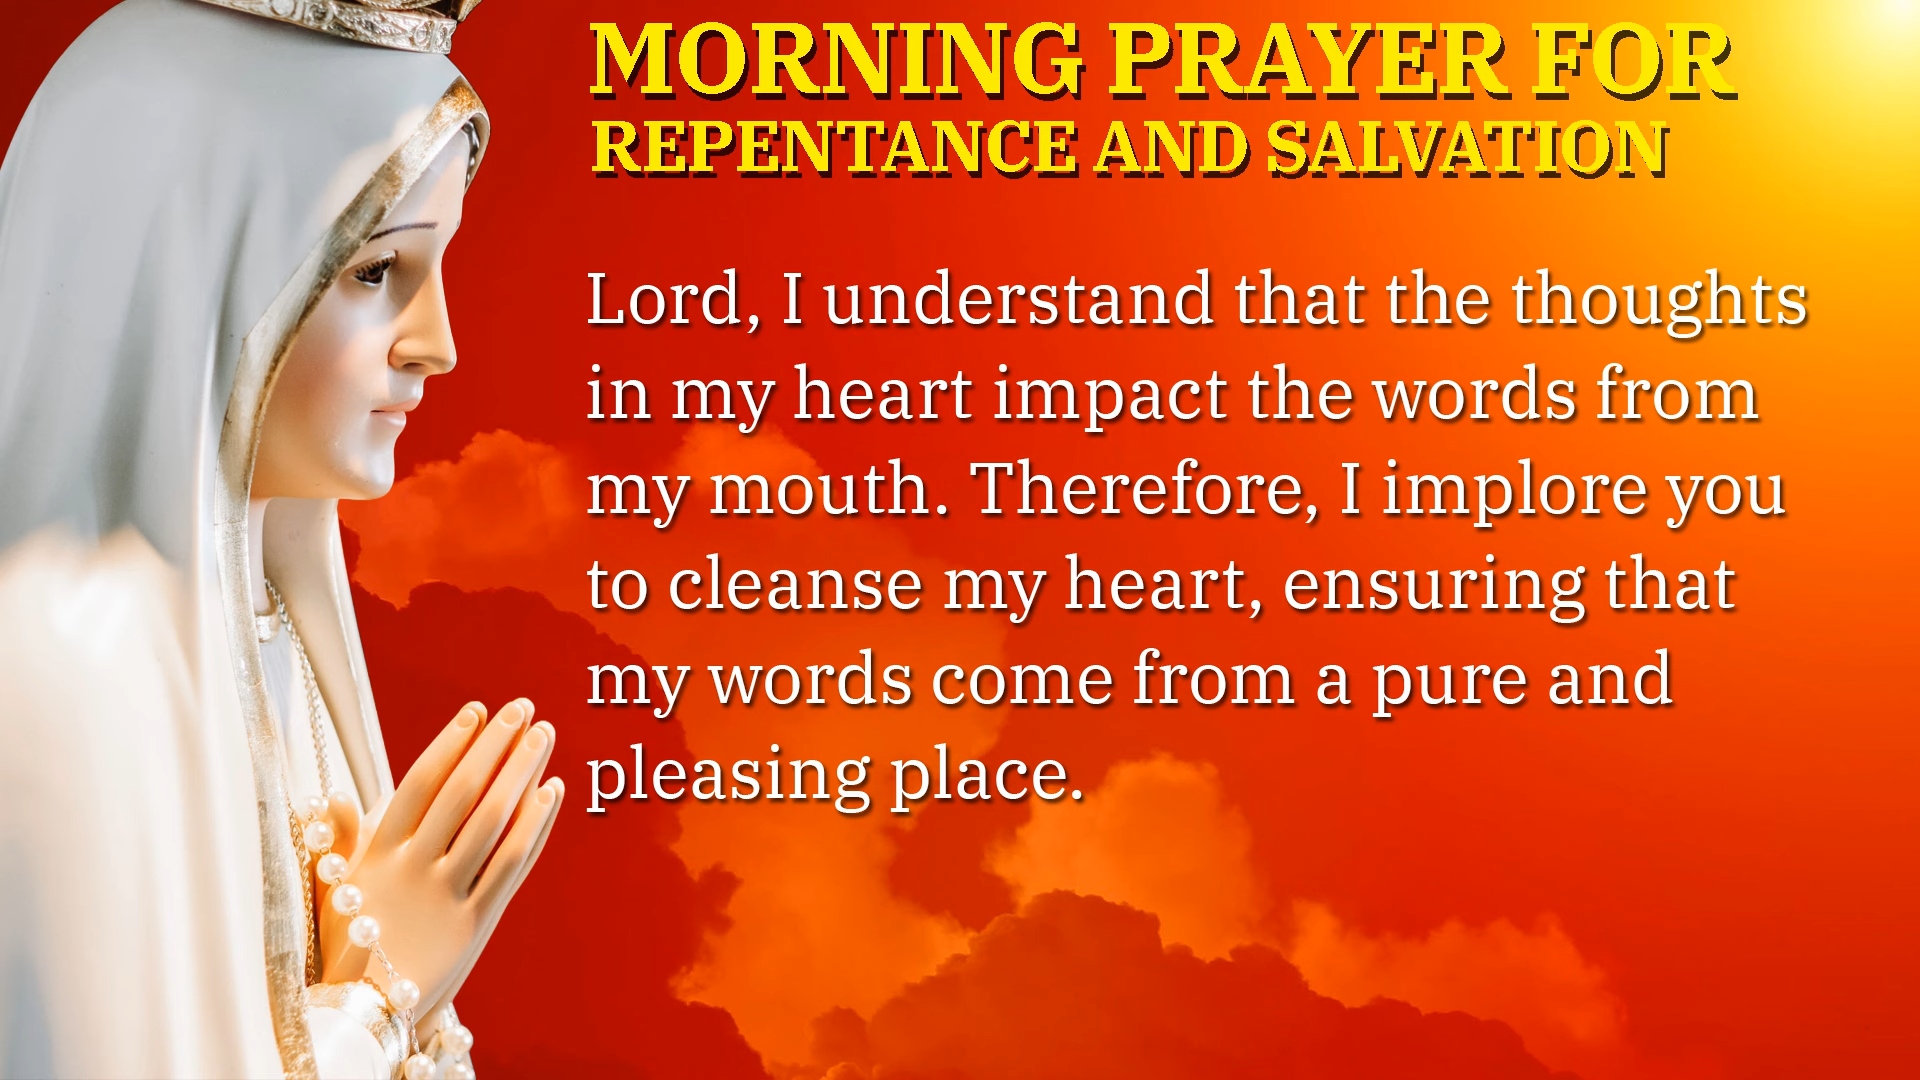 MORNING PRAYER FOR
REPENTANCE AND SALVATION
Lord, I understand that the thoughts
in my heart impact the words from
my mouth. Therefore, I implore you
to cleanse my heart, ensuring that
my words come from a pure and
pleasing place.